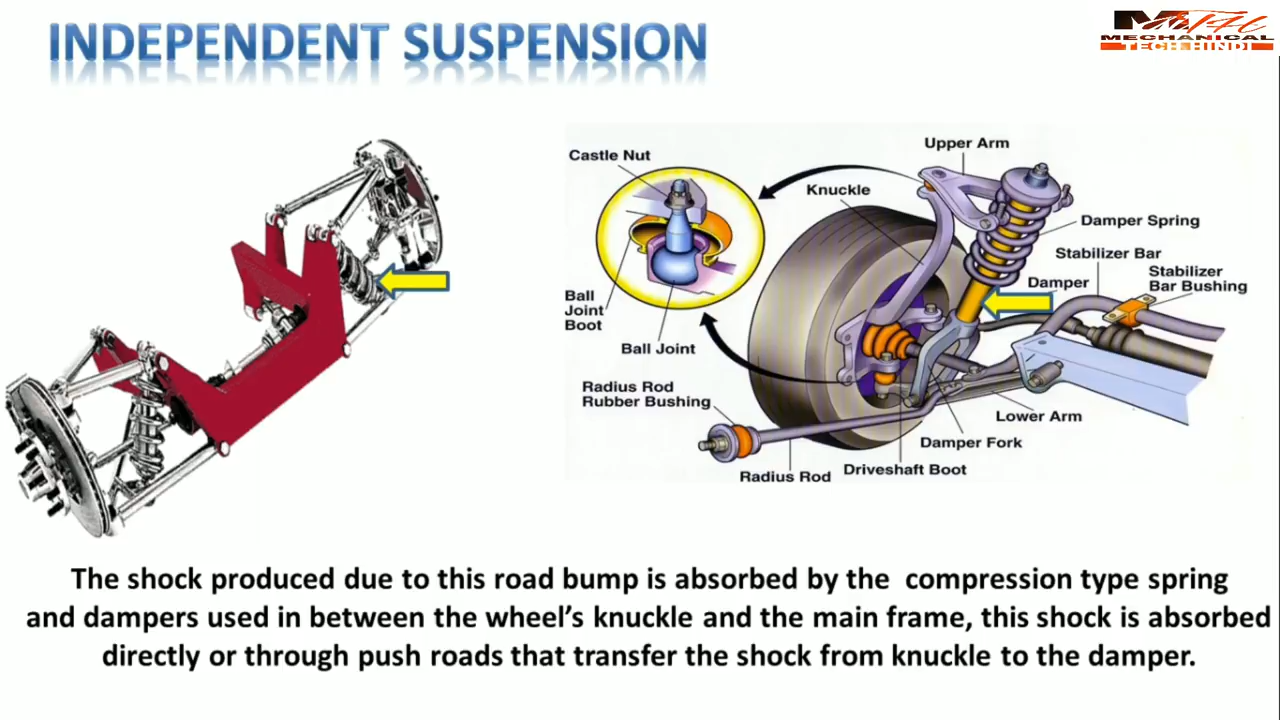 INDEPENDENT SUSPENSION
MECHANICAL
TECH HINDI
Castle Nut
Upper Arm
Knuckle
Damper Spring
Stabilizer Bar
Stabilizer
Bar Bushing
Damper
Ball
Joint
Boot
Ball Joint
Radius Rod
Rubber Bushing
Lower Arm
Damper Fork
Driveshaft Boot
Radius Rod
The shock produced due to this road bump is absorbed by the compression type spring
and dampers used in between the wheel’s knuckle and the main frame, this shock is absorbed
directly or through push roads that transfer the shock from knuckle to the damper.